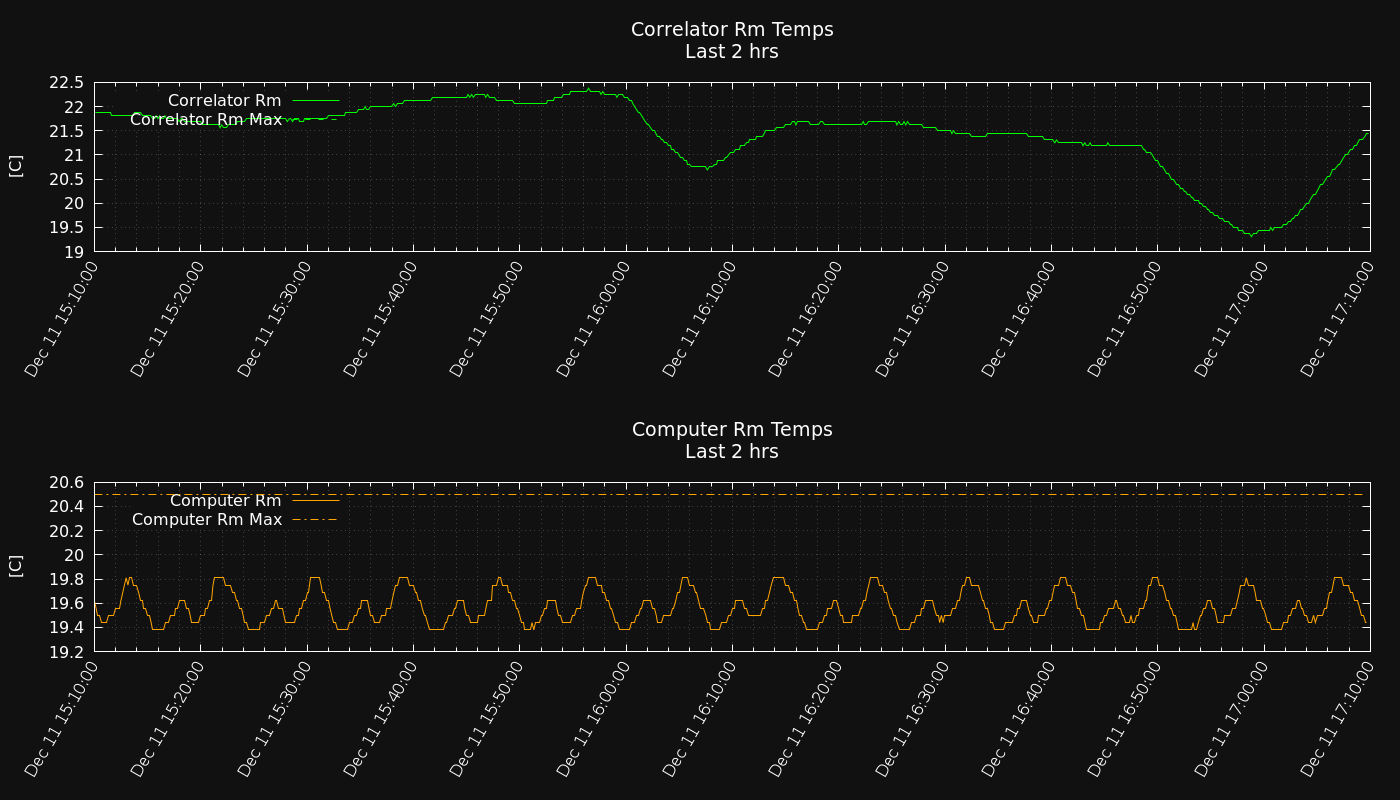 Correlator Rm Temps
Last 2 hrs
22.5
22
21.5
21
20.5
20
19.5
19
[C]
Correlator Rm
Correlator Rm Max
Dec 11 15:10:00
Dec 11 15:20:00
Dec 11 15:30:00
Dec 11 15:40:00
Dec 11 15:50:00
Dec 11 16:00:00
Dec 11 16:10:00
Dec 11 16:20:00
Dec 11 16:30:00
Dec 11 16:40:00
Dec 11 16:50:00
Dec 11 17:00:00
Dec 11 17:10:00
Computer Rm Temps
Last 2 hrs
20.6
20.4
20.2
20
19.8
19.6
19.4
19.2
[C]
Computer Rm
Computer Rm Max
Dec 11 15:10:00
Dec 11 15:20:00
Dec 11 15:30:00
Dec 11 15:40:00
Dec 11 15:50:00
Dec 11 16:00:00
Dec 11 16:10:00
Dec 11 16:20:00
Dec 11 16:30:00
Dec 11 16:40:00
Dec 11 16:50:00
Dec 11 17:00:00
Dec 11 17:10:00